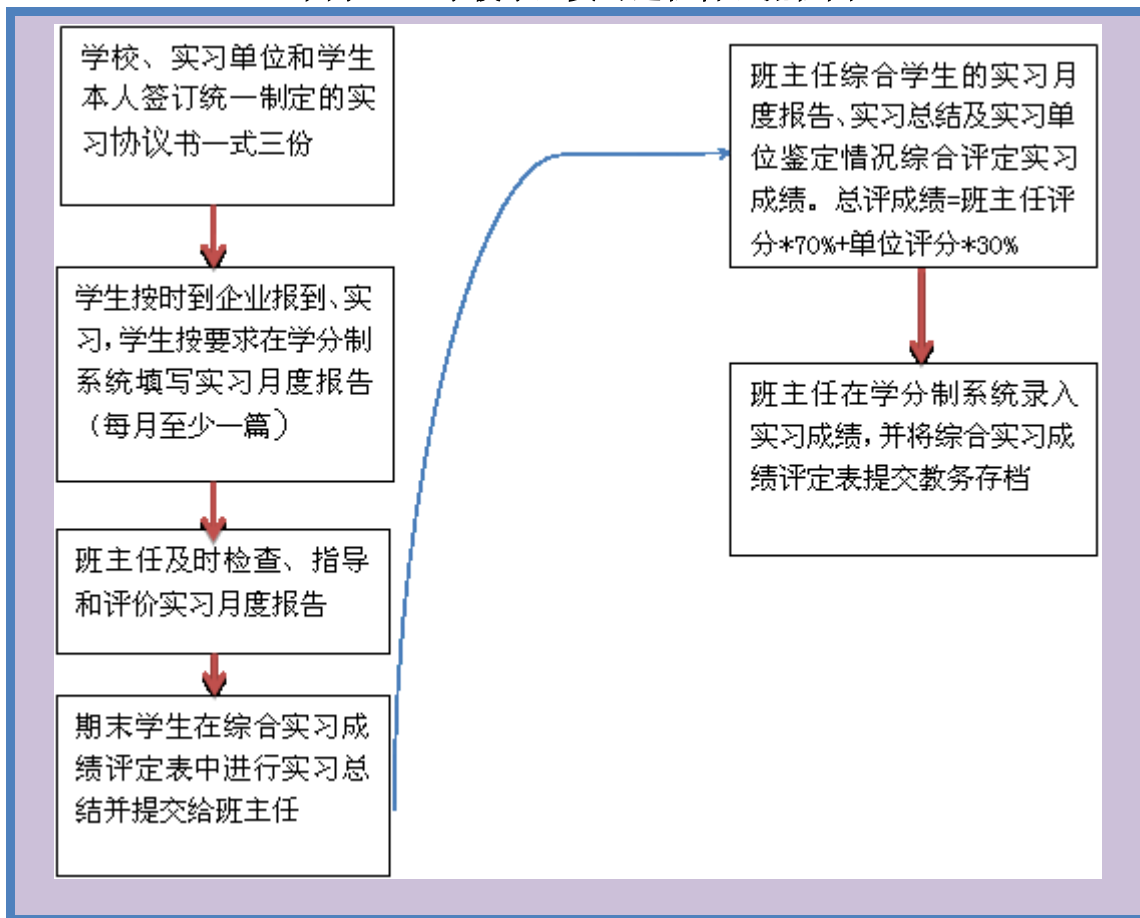 学校、实习单位和学生
本人签订统一制定的实
习协议书一式三份
学生按时到企业报到、实
习，学生按要求在学分制
系统填写实习月度报告
（每月至少一篇）
班主任及时检查、指导
和评价实习月度报告
期末学生在综合实习成
绩评定表中进行实习总
结并提交给班主任
班主任综合学生的实习月
度报告、实习总结及实习单
位鉴定情况综合评定实习
成绩。总评成绩=班主任评
分*70%+单位评分*30%
班主任在学分制系统录入
实习成绩，并将综合实习成
绩评定表提交教务存档